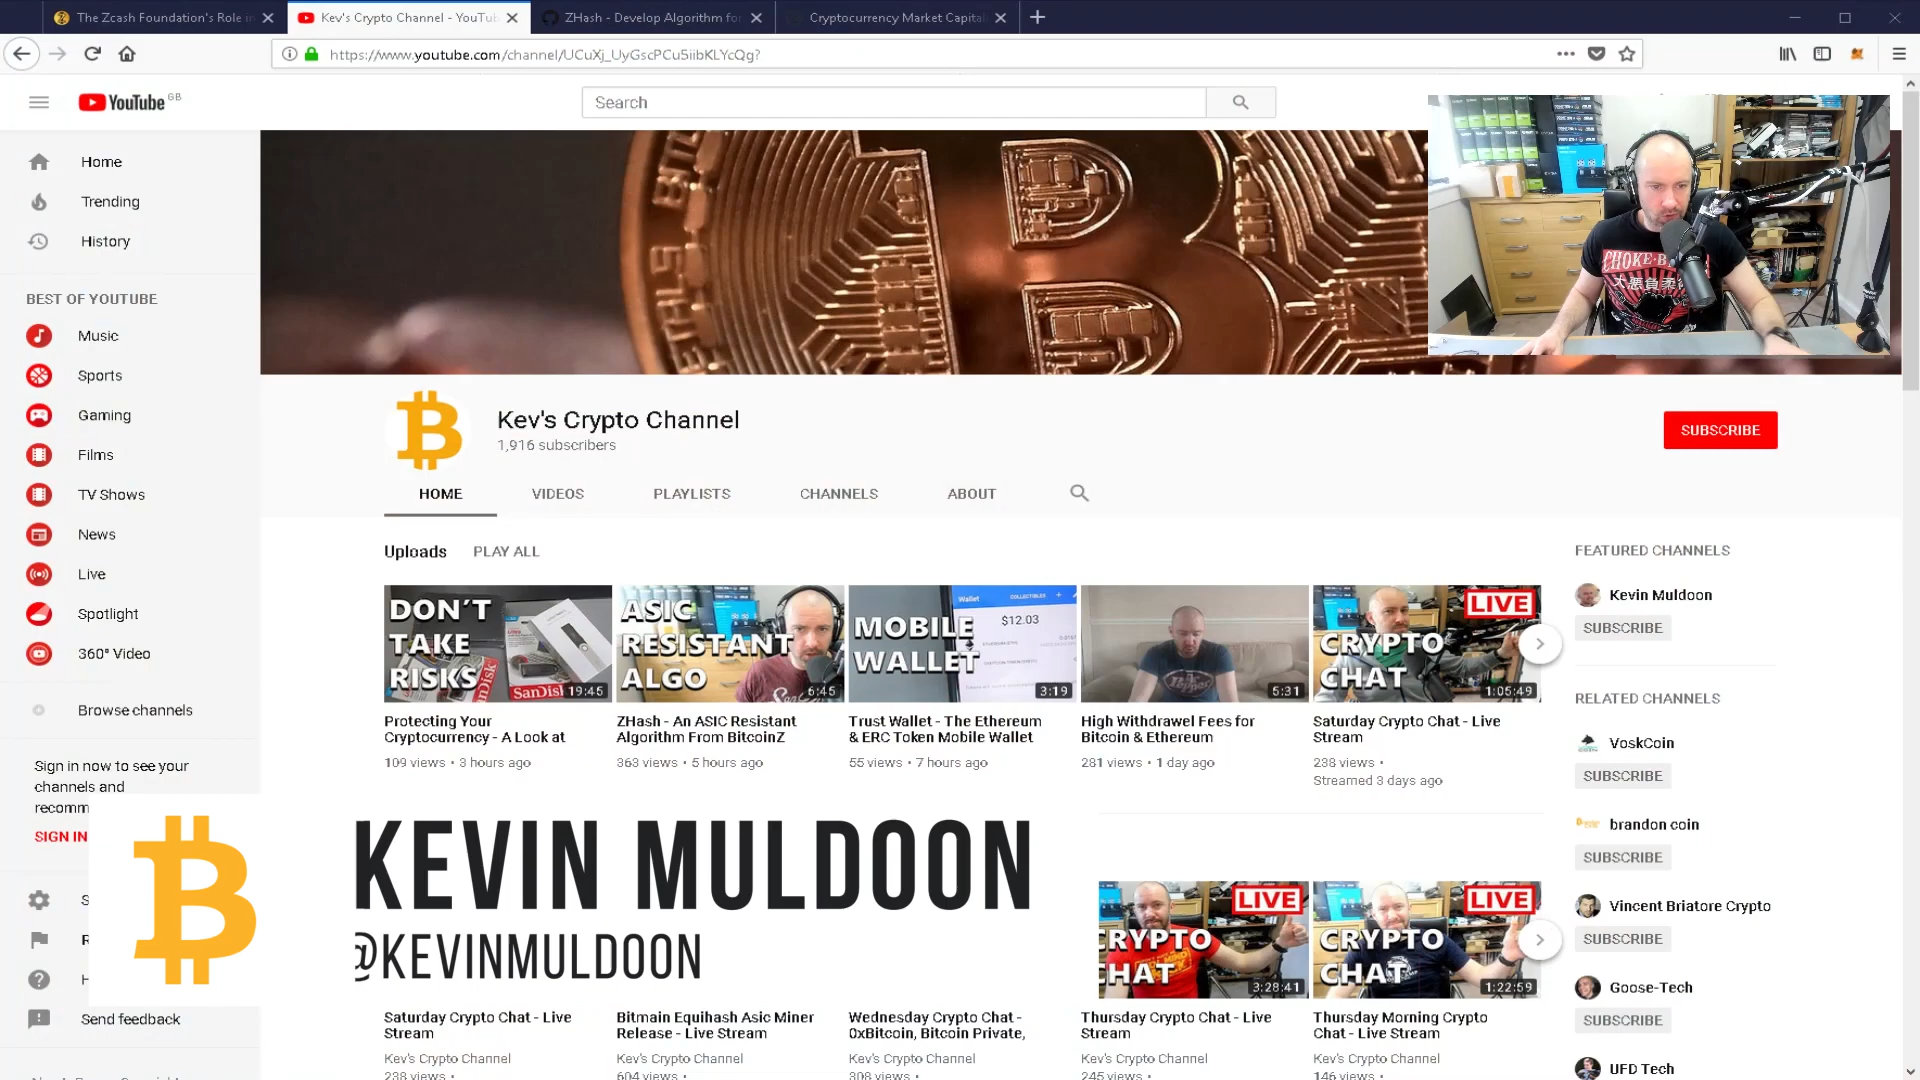 The Zcash Foundation's Role in
Kev's Crypto Channel - YouTube
ZHash - Develop Algorithm for
Cryptocurrency Market Capital
https://www.youtube.com/channel/UCuXj_UyGscPCu5iibKLYcQg?
YouTube GB
Search
Home
Trending
History
BEST OF YOUTUBE
Music
Sports
Gaming
Films
TV Shows
News
Live
Spotlight
360° Video
Browse channels
Sign in now to see your
channels and
recomm
SIGN IN
S
R
H
Send feedback
CHOKE-B
Kev's Crypto Channel
1,916 subscribers
SUBSCRIBE
HOME
VIDEOS
PLAYLISTS
CHANNELS
ABOUT
Uploads PLAY ALL
DON'T
TAKE
RISKS
SanDisk
19:45
Protecting Your
Cryptocurrency - A Look at
109 views • 3 hours ago
ASIC
RESISTANT
ALGO
6:45
ZHash - An ASIC Resistant
Algorithm From BitcoinZ
363 views • 5 hours ago
Wallet
COLLECTIBLES
$12.03
MOBILE
WALLET
3:19
Trust Wallet - The Ethereum
& ERC Token Mobile Wallet
55 views • 7 hours ago
5:31
High Withdrawel Fees for
Bitcoin & Ethereum
281 views • 1 day ago
LIVE
CRYPTO
CHAT
1:05:49
Saturday Crypto Chat - Live
Stream
238 views •
Streamed 3 days ago
KEVIN MULDOON
@KEVINMULDOON
Saturday Crypto Chat - Live
Stream
Kev's Crypto Channel
238 views •
Bitmain Equihash Asic Miner
Release - Live Stream
Kev's Crypto Channel
604 views •
Wednesday Crypto Chat -
0xBitcoin, Bitcoin Private,
Kev's Crypto Channel
308 views •
LIVE
CRYPTO
CHAT
3:28:41
Thursday Crypto Chat - Live
Stream
Kev's Crypto Channel
245 views •
LIVE
CRYPTO
CHAT
1:22:59
Thursday Morning Crypto
Chat - Live Stream
Kev's Crypto Channel
146 views •
FEATURED CHANNELS
Kevin Muldoon
SUBSCRIBE
RELATED CHANNELS
VoskCoin
SUBSCRIBE
brandon coin
SUBSCRIBE
Vincent Briatore Crypto
SUBSCRIBE
Goose-Tech
SUBSCRIBE
UFD Tech